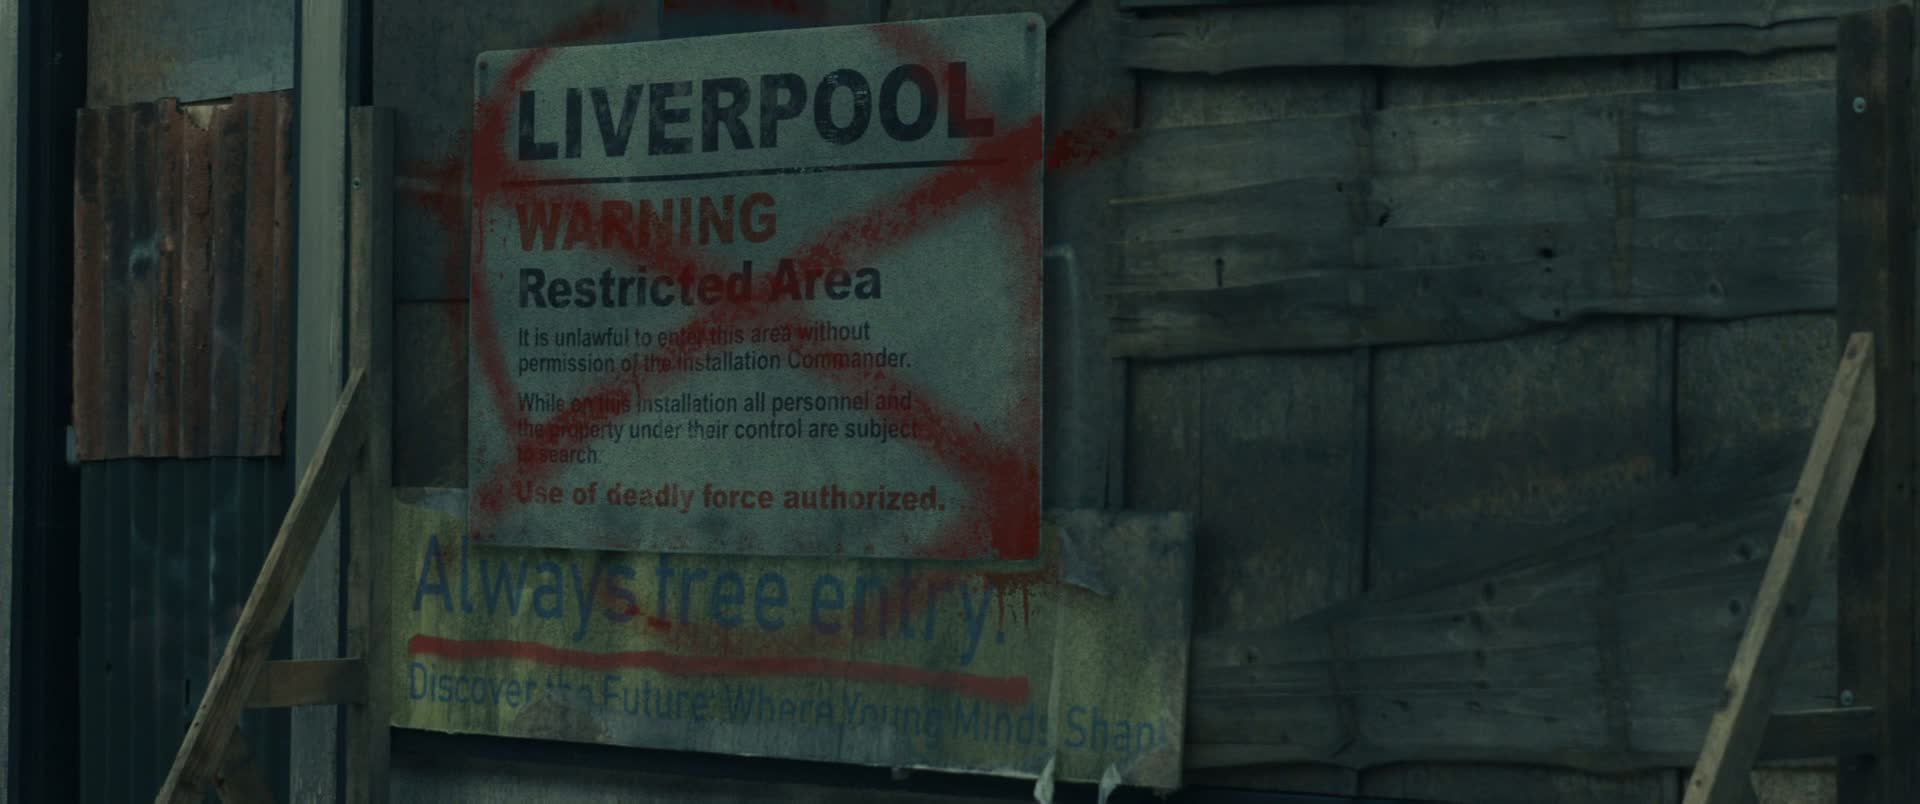 LIVERPOOL
WARNING
Restricted Area
It is unlawful to enter this area without
permission of the Installation Commander.
While on this installation all personnel and
the property under their control are subject
to search.
Use of deadly force authorized.
Always free entry.
Discover the Future: Where Young Minds Shap